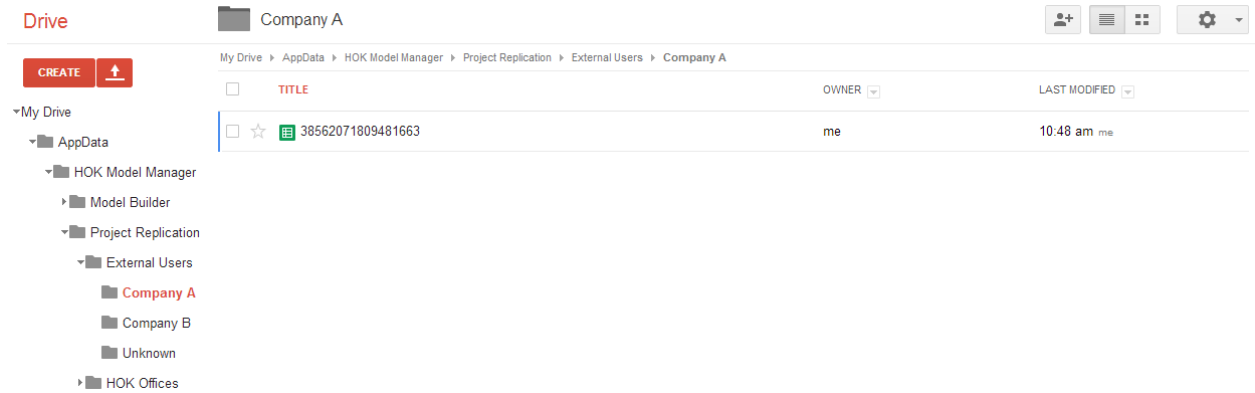 Drive
Company A
CREATE
My Drive
AppData
HOK Model Manager
Model Builder
Project Replication
External Users
Company A
Company B
Unknown
HOK Offices
My Drive AppData HOK Model Manager Project Replication External Users Company A
TITLE OWNER LAST MODIFIED
38562071809481663 me 10:48 am me